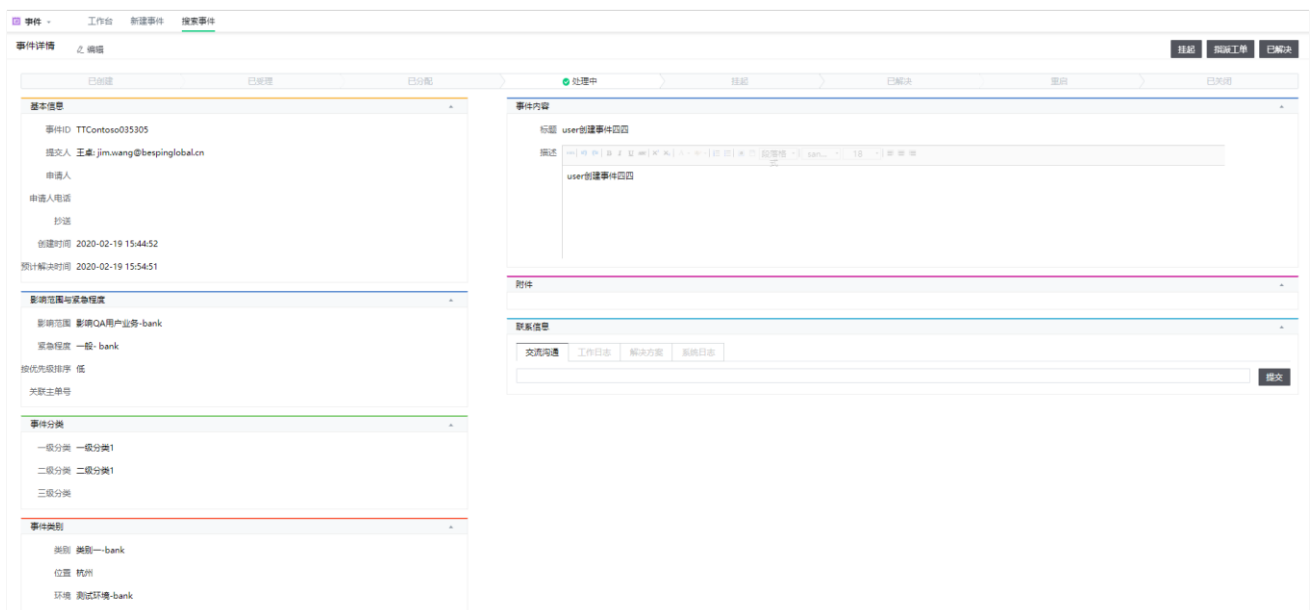 事件 工作台 新建事件 搜索事件
事件详情 编辑 挂起 指派工单 已解决
已创建 已受理 已分配 处理中 挂起 已解决 重启 已关闭
基本信息
事件ID TTContoso035305
提交人 王卓: jim.wang@bespinglobal.cn
申请人
申请人电话
抄送
创建时间 2020-02-19 15:44:52
预计解决时间 2020-02-19 15:54:51
影响范围与紧急程度
影响范围 影响QA用户业务-bank
紧急程度 一般- bank
按优先级排序 低
关联主单号
事件分类
一级分类 一级分类1
二级分类 二级分类1
三级分类
事件类别
类别 类别一-bank
位置 杭州
环境 测试环境-bank
事件内容
标题 user创建事件四四
描述 段落格式 san... 18
user创建事件四四
附件
联系信息
交流沟通 工作日志 解决方案 系统日志
提交